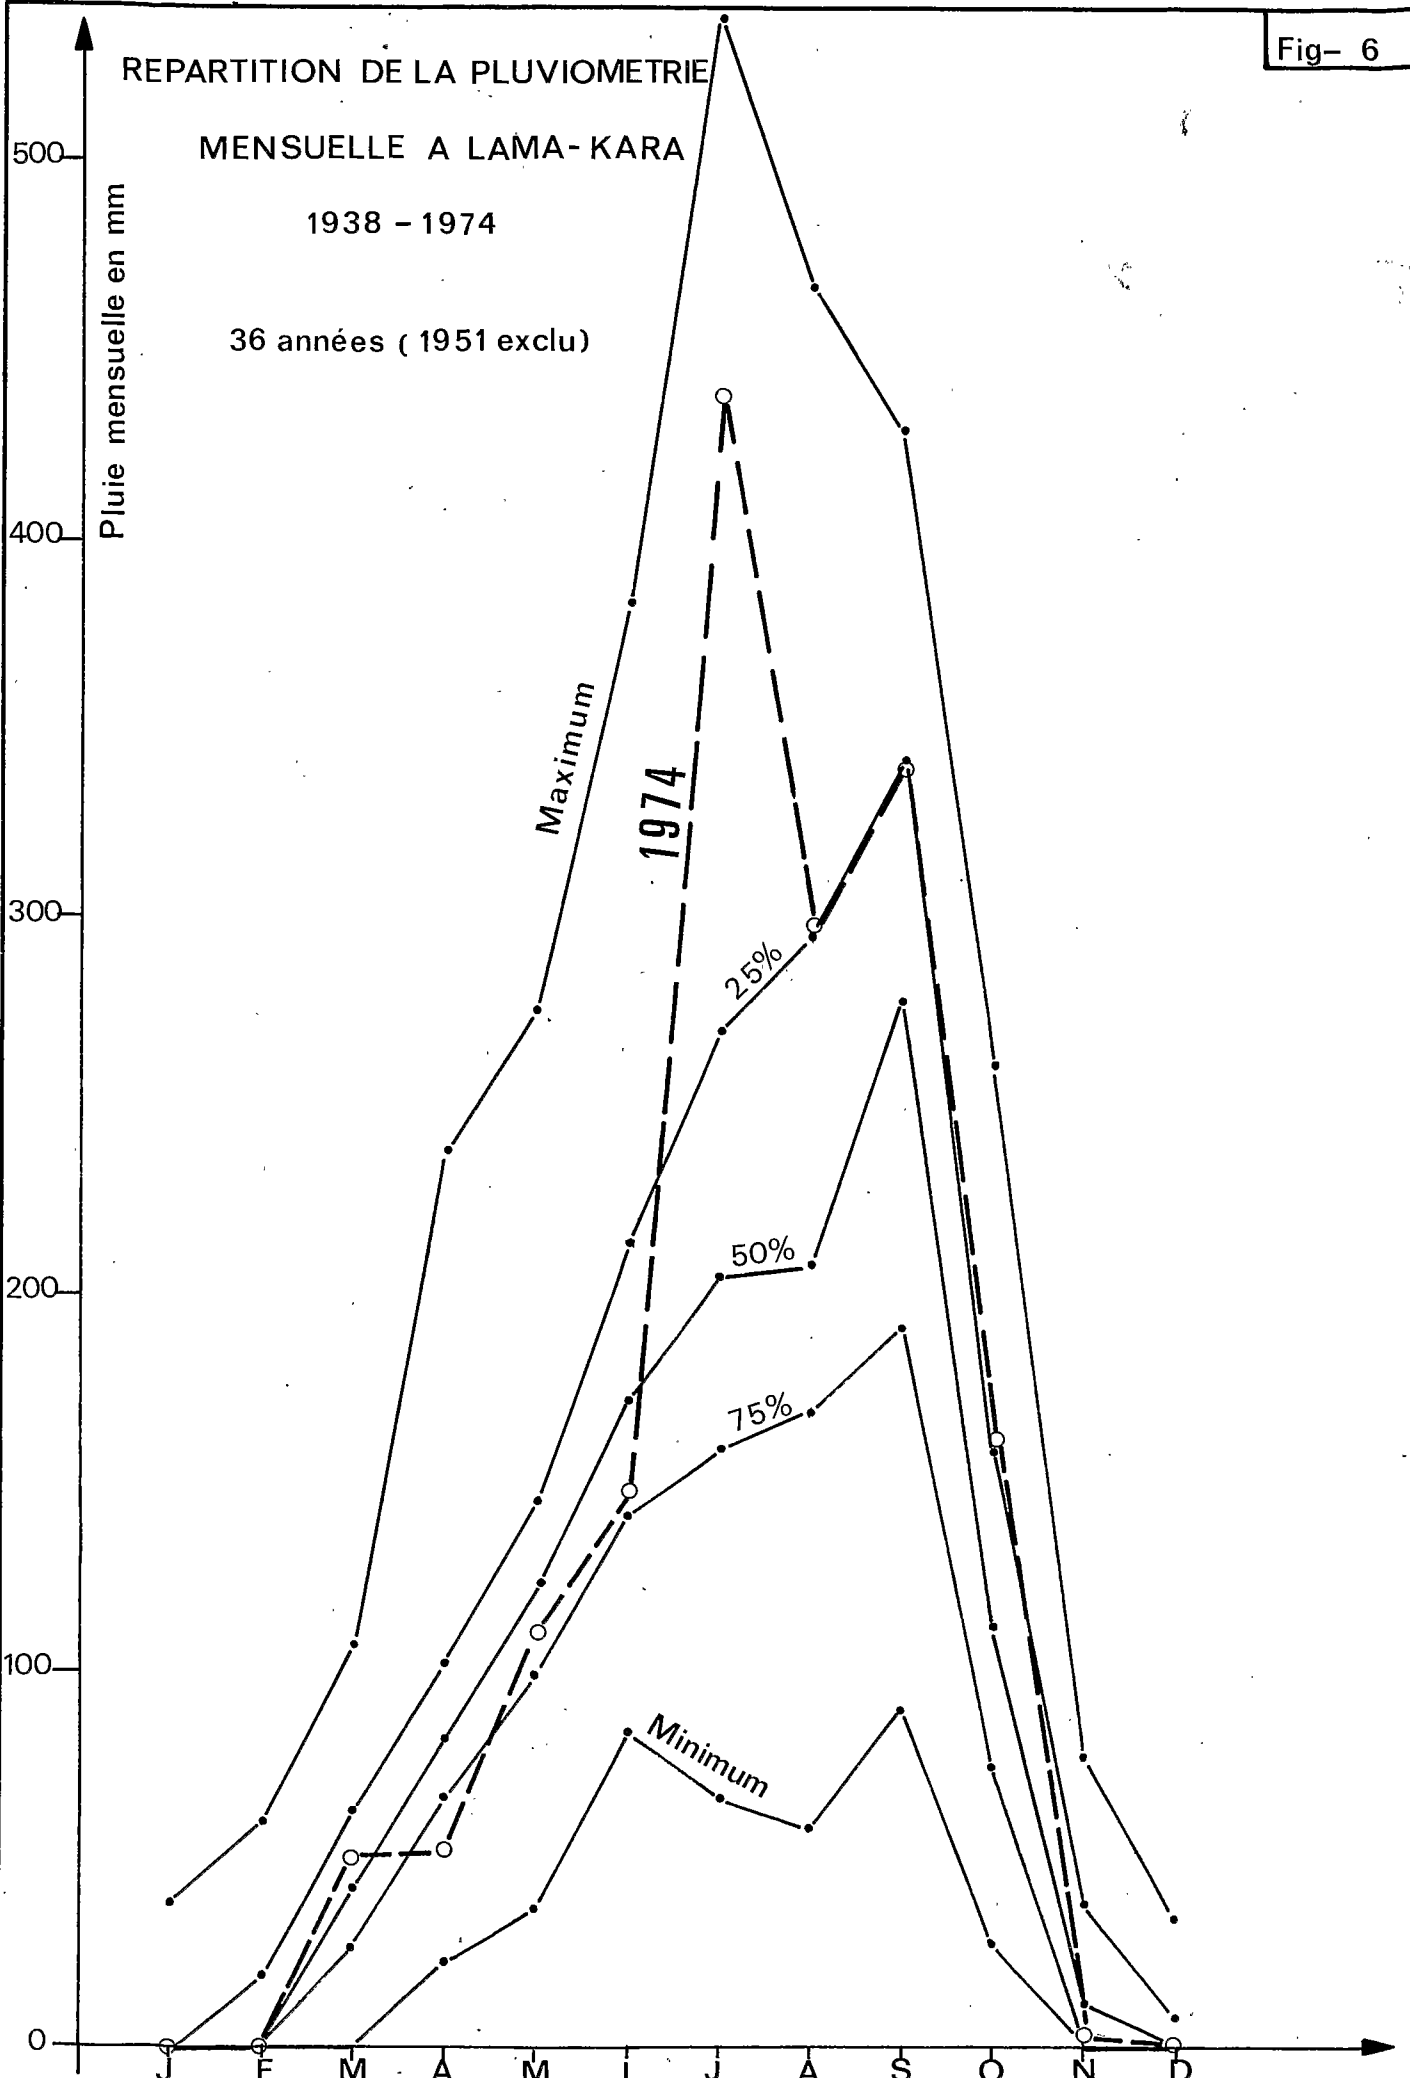 Fig- 6
REPARTITION DE LA PLUVIOMETRIE
MENSUELLE A LAMA-KARA
1938 - 1974
36 années ( 1951 exclu)
Pluie mensuelle en mm
500
400
300
200
100
0
Maximum
1974
25%
50%
75%
Minimum
J F M A M J J A S O N D